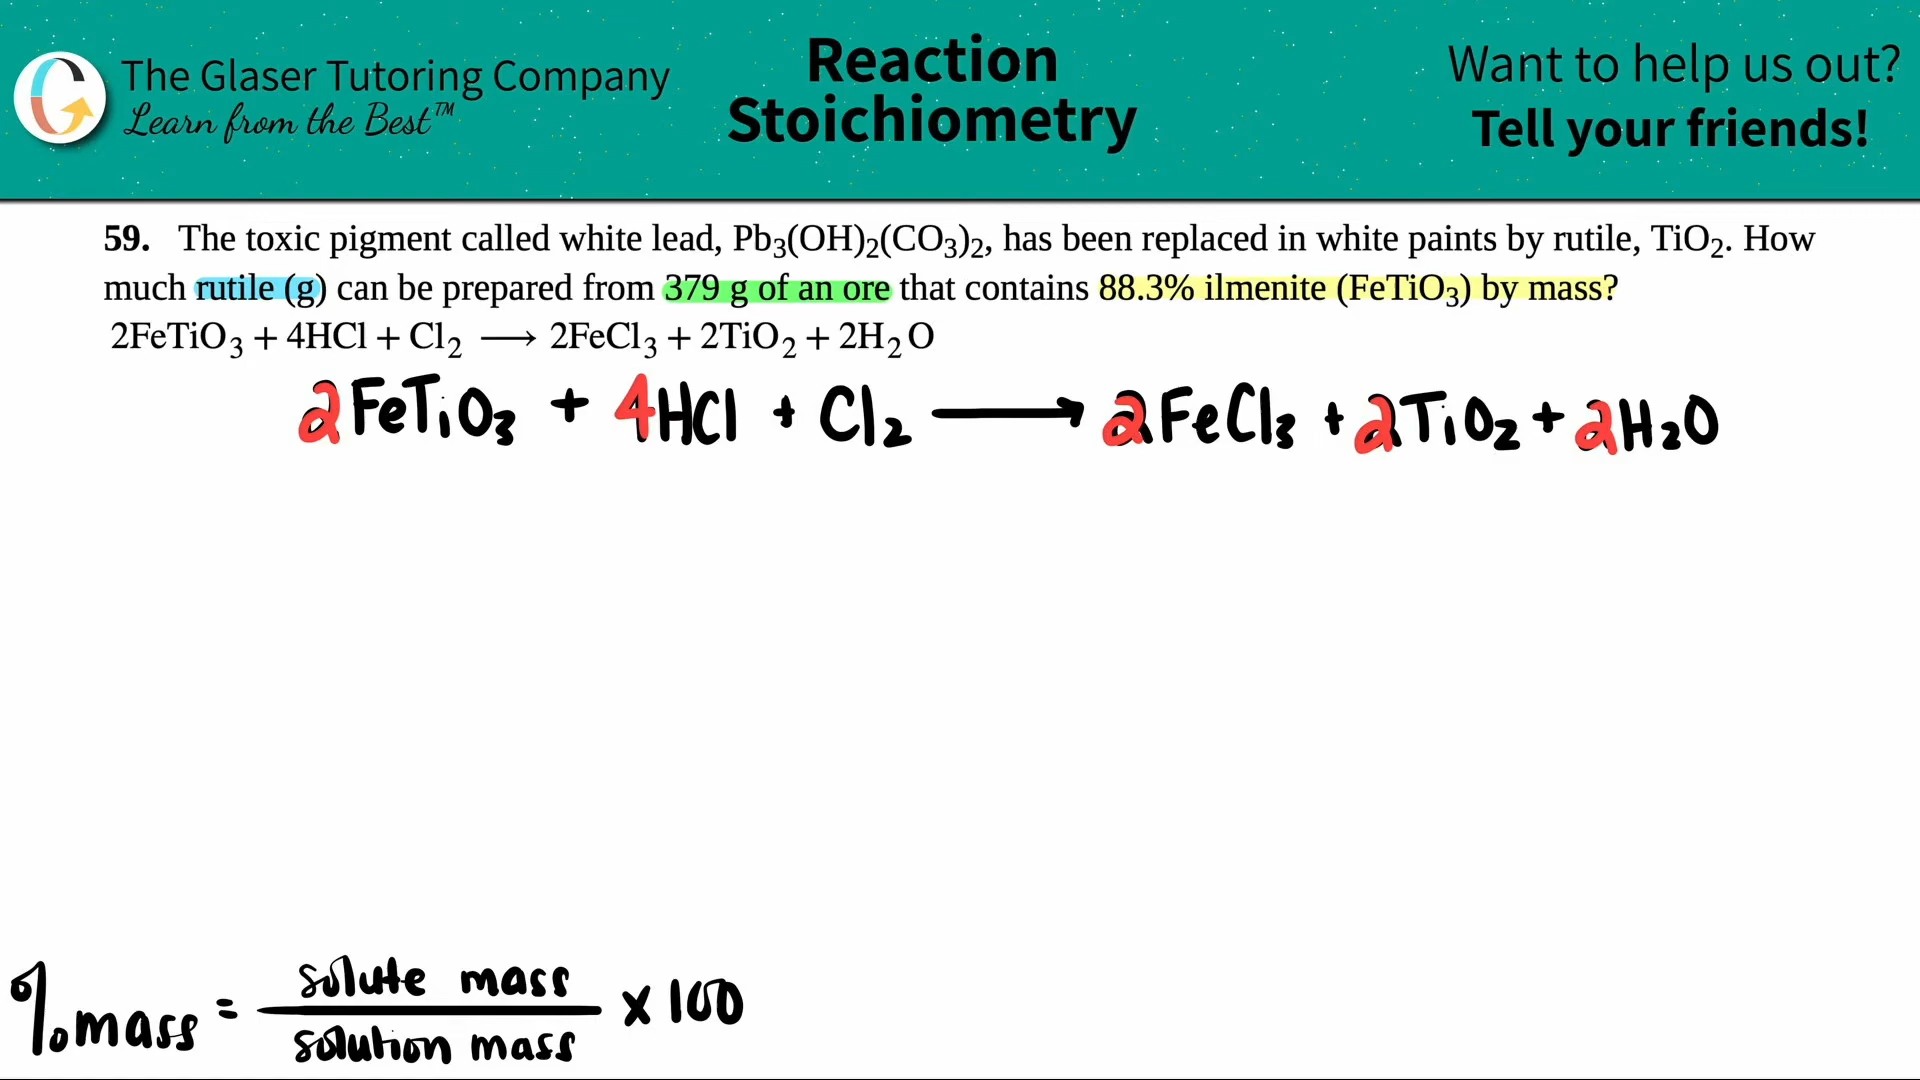 The Glaser Tutoring Company
Learn from the Best™
Reaction
Stoichiometry
Want to help us out?
Tell your friends!
59. The toxic pigment called white lead, Pb₃(OH)₂(CO₃)₂, has been replaced in white paints by rutile, TiO₂. How
much rutile (g) can be prepared from 379 g of an ore that contains 88.3% ilmenite (FeTiO₃) by mass?
2FeTiO₃ + 4HCl + Cl₂ ⟶ 2FeCl₃ + 2TiO₂ + 2H₂O
2FeTiO₃ + 4HCl + Cl₂ ⟶ 2FeCl₃ + 2TiO₂ + 2H₂O
%mass = solute mass / solution mass x 100